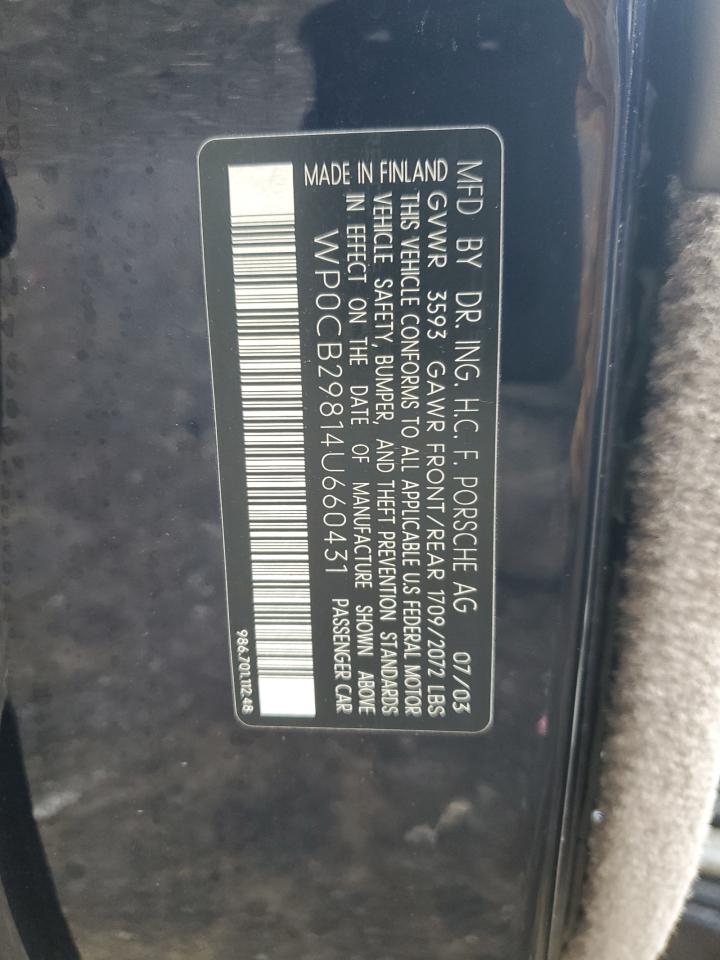 MFD BY DR. ING. H.C. F. PORSCHE AG 07/03
GVWR 3593 GAWR FRONT/REAR 1709/2072 LBS
THIS VEHICLE CONFORMS TO ALL APPLICABLE U.S FEDERAL MOTOR
VEHICLE SAFETY, BUMPER, AND THEFT PREVENTION STANDARDS
IN EFFECT ON THE DATE OF MANUFACTURE SHOWN ABOVE
MADE IN FINLAND PASSENGER CAR
WP0CB29814U660431
986.701.112.48